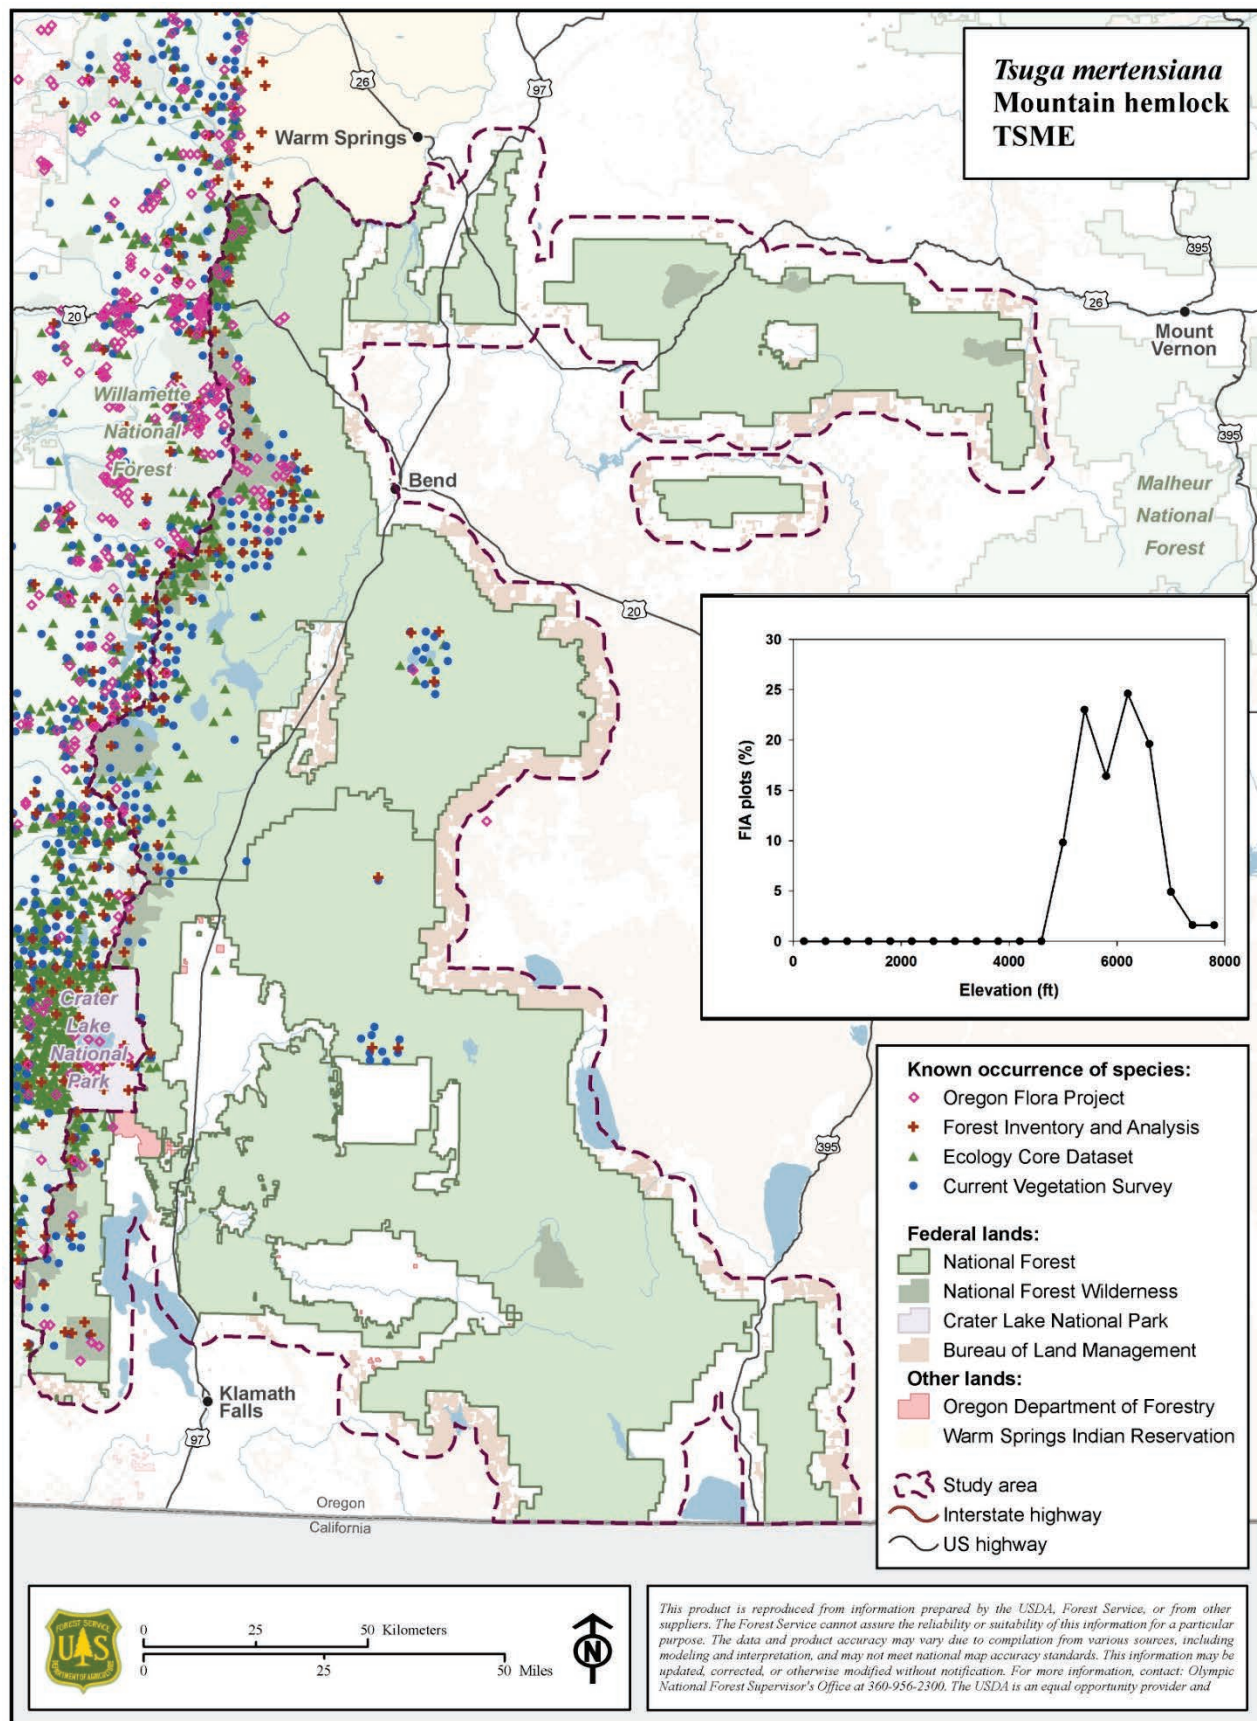 Tsuga mertensiana
Mountain hemlock
TSME
26
97
Warm Springs
395
20
26
Mount
Vernon
Willamette
National
Forest
395
Bend
Malheur
National
Forest
20
30
25
20
15
10
5
0
FIA plots (%)
0
2000
4000
6000
8000
Elevation (ft)
Crater
Lake
National
Park
395
Klamath
Falls
97
Oregon
California
Known occurrence of species:
Oregon Flora Project
Forest Inventory and Analysis
Ecology Core Dataset
Current Vegetation Survey
Federal lands:
National Forest
National Forest Wilderness
Crater Lake National Park
Bureau of Land Management
Other lands:
Oregon Department of Forestry
Warm Springs Indian Reservation
Study area
Interstate highway
US highway
FOREST SERVICE
U S
DEPARTMENT OF AGRICULTURE
0 25 50 Kilometers
0 25 50 Miles
N
This product is reproduced from information prepared by the USDA, Forest Service, or from other
suppliers. The Forest Service cannot assure the reliability or suitability of this information for a particular
purpose. The data and product accuracy may vary due to compilation from various sources, including
modeling and interpretation, and may not meet national map accuracy standards. This information may be
updated, corrected, or otherwise modified without notification. For more information, contact: Olympic
National Forest Supervisor's Office at 360-956-2300. The USDA is an equal opportunity provider and